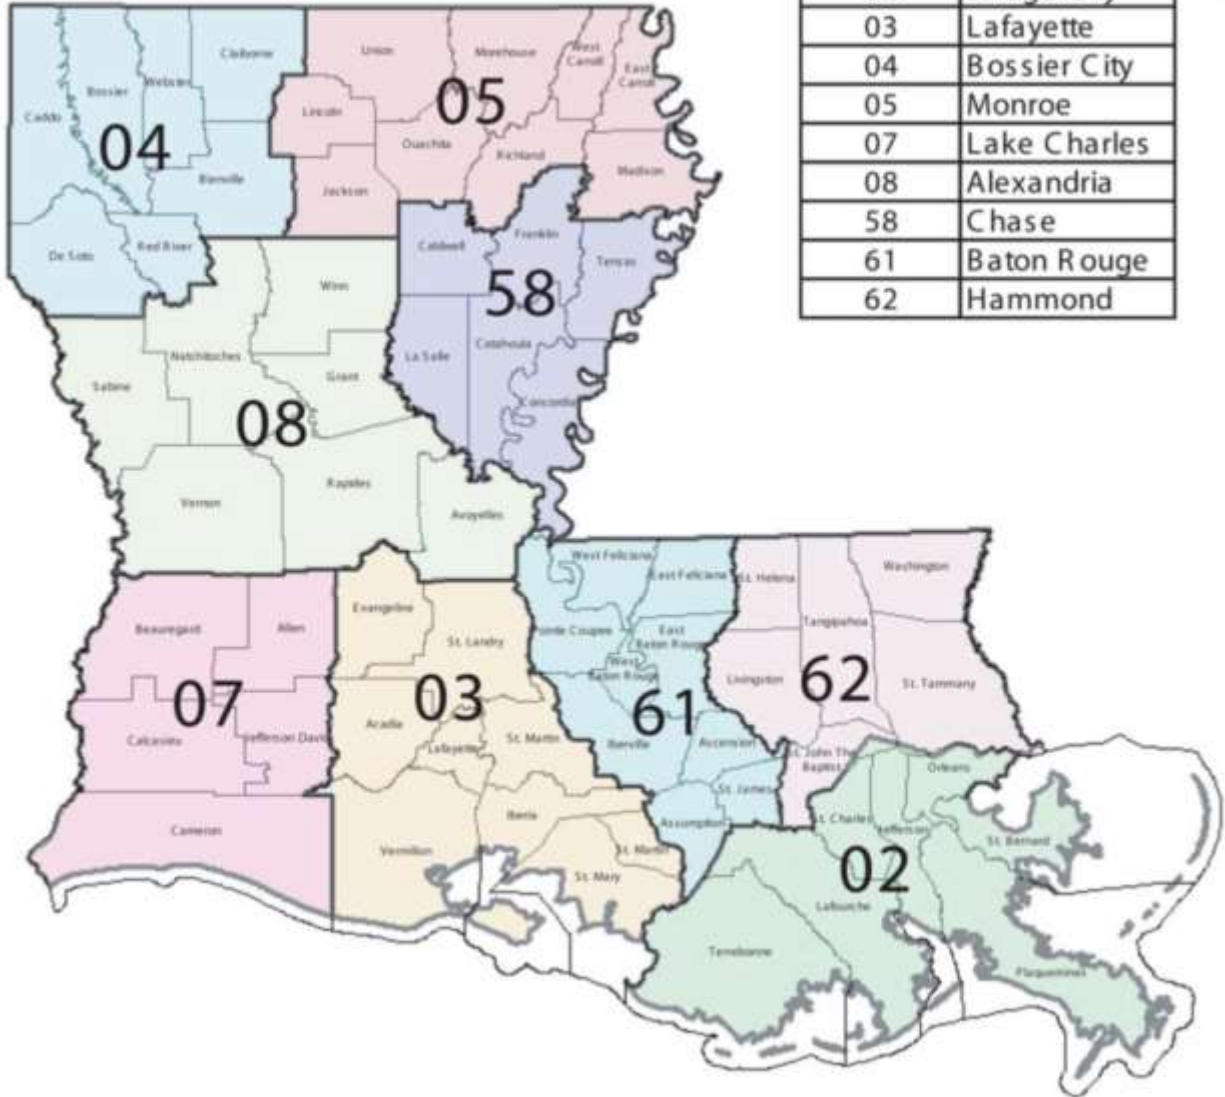 03 Lafayette
04 Bossier City
05 Monroe
07 Lake Charles
08 Alexandria
58 Chase
61 Baton Rouge
62 Hammond
Claiborne
Union
Morehouse
West Carroll
East Carroll
Webster
Bossier
Caddo
04
Lincoln
05
Ouachita
Richland
Madison
Bienville
Jackson
De Soto
Red River
Caldwell
Franklin
Tensas
Winn
58
Natchitoches
La Salle
Catahoula
Sabine
Grant
Concordia
08
Vernon
Rapides
Avoyelles
West Feliciana
East Feliciana
St. Helena
Washington
Beauregard
Allen
Evangeline
St. Landry
East Baton Rouge
Tangipahoa
West Baton Rouge
Livingston
62
St. Tammany
07
03
61
Acadia
Lafayette
St. Martin
Calcasieu
Iberville
Ascension
St. John The Baptist
Orleans
St. James
Cameron
Iberia
Assumption
St. Charles
Jefferson
St. Bernard
Vermilion
St. Martin
St. Mary
02
Lafourche
Terrebonne
Plaquemines